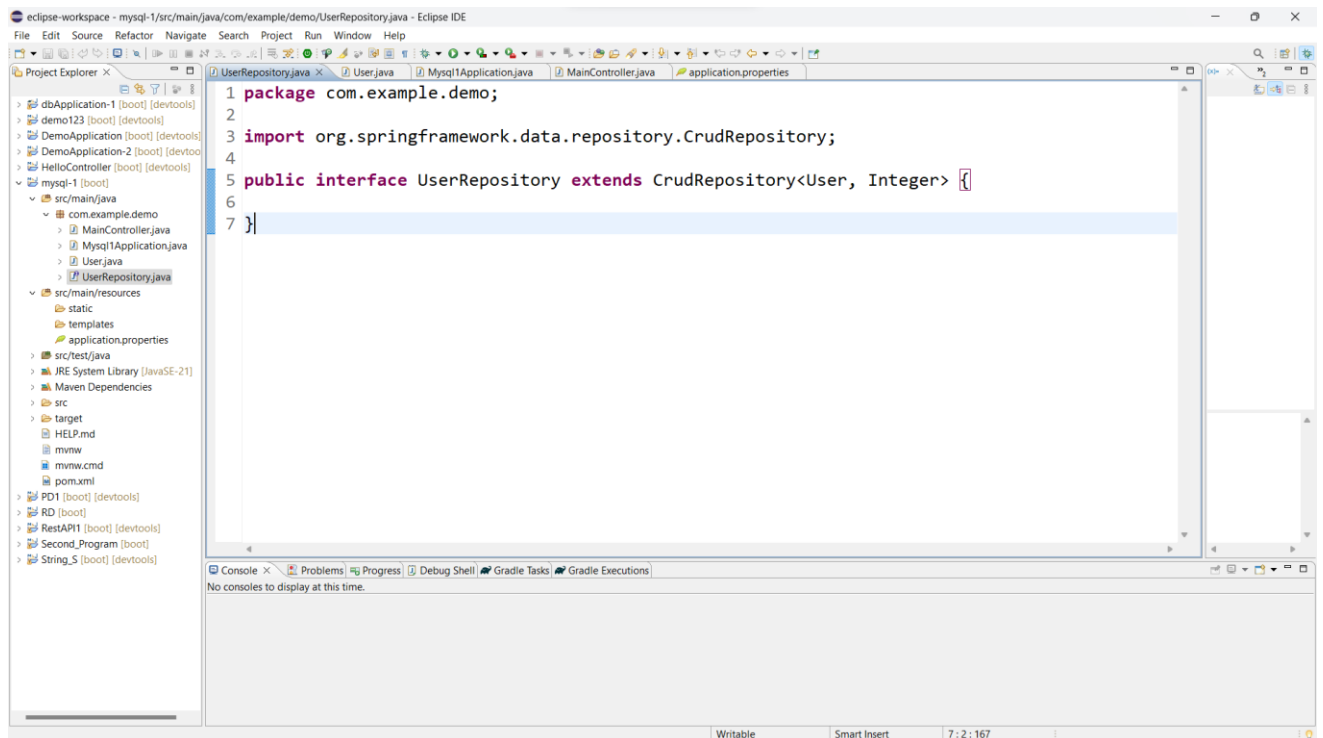 eclipse-workspace - mysql-1/src/main/java/com/example/demo/UserRepository.java - Eclipse IDE
File Edit Source Refactor Navigate Search Project Run Window Help
Project Explorer
dbApplication-1 [boot] [devtools]
demo123 [boot] [devtools]
DemoApplication [boot] [devtools]
DemoApplication-2 [boot] [devtoo
HelloController [boot] [devtools]
mysql-1 [boot]
src/main/java
com.example.demo
MainController.java
Mysql1Application.java
User.java
UserRepository.java
src/main/resources
static
templates
application.properties
src/test/java
JRE System Library [JavaSE-21]
Maven Dependencies
src
target
HELP.md
mvnw
mvnw.cmd
pom.xml
PD1 [boot] [devtools]
RD [boot]
RestAPI1 [boot] [devtools]
Second_Program [boot]
String_S [boot] [devtools]
UserRepository.java User.java Mysql1Application.java MainController.java application.properties
1 package com.example.demo;
2
3 import org.springframework.data.repository.CrudRepository;
4
5 public interface UserRepository extends CrudRepository<User, Integer> {
6
7 }
Console Problems Progress Debug Shell Gradle Tasks Gradle Executions
No consoles to display at this time.
Writable Smart Insert 7 : 2 : 167